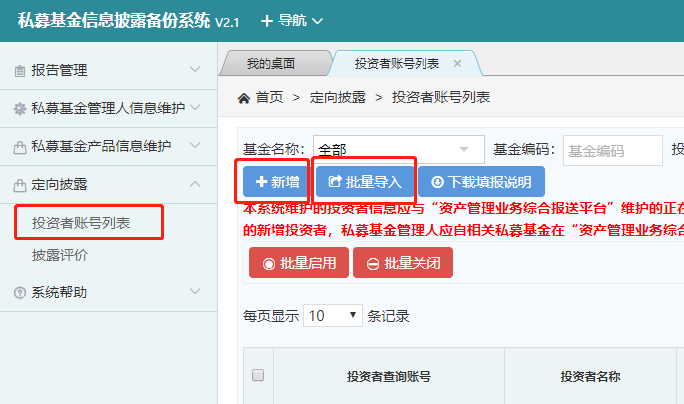 私募基金信息披露备份系统 V2.1
导航
报告管理
私募基金管理人信息维护
私募基金产品信息维护
定向披露
投资者账号列表
披露评价
系统帮助
我的桌面
投资者账号列表 ×
首页 > 定向披露 > 投资者账号列表
基金名称: 全部 基金编码: 基金编码 投
新增 批量导入 下载填报说明
本系统维护的投资者信息应与“资产管理业务综合报送平台”维护的正在
的新增投资者，私募基金管理人应自相关私募基金在“资产管理业务综合
批量启用 批量关闭
每页显示 10 条记录
投资者查询账号 投资者名称